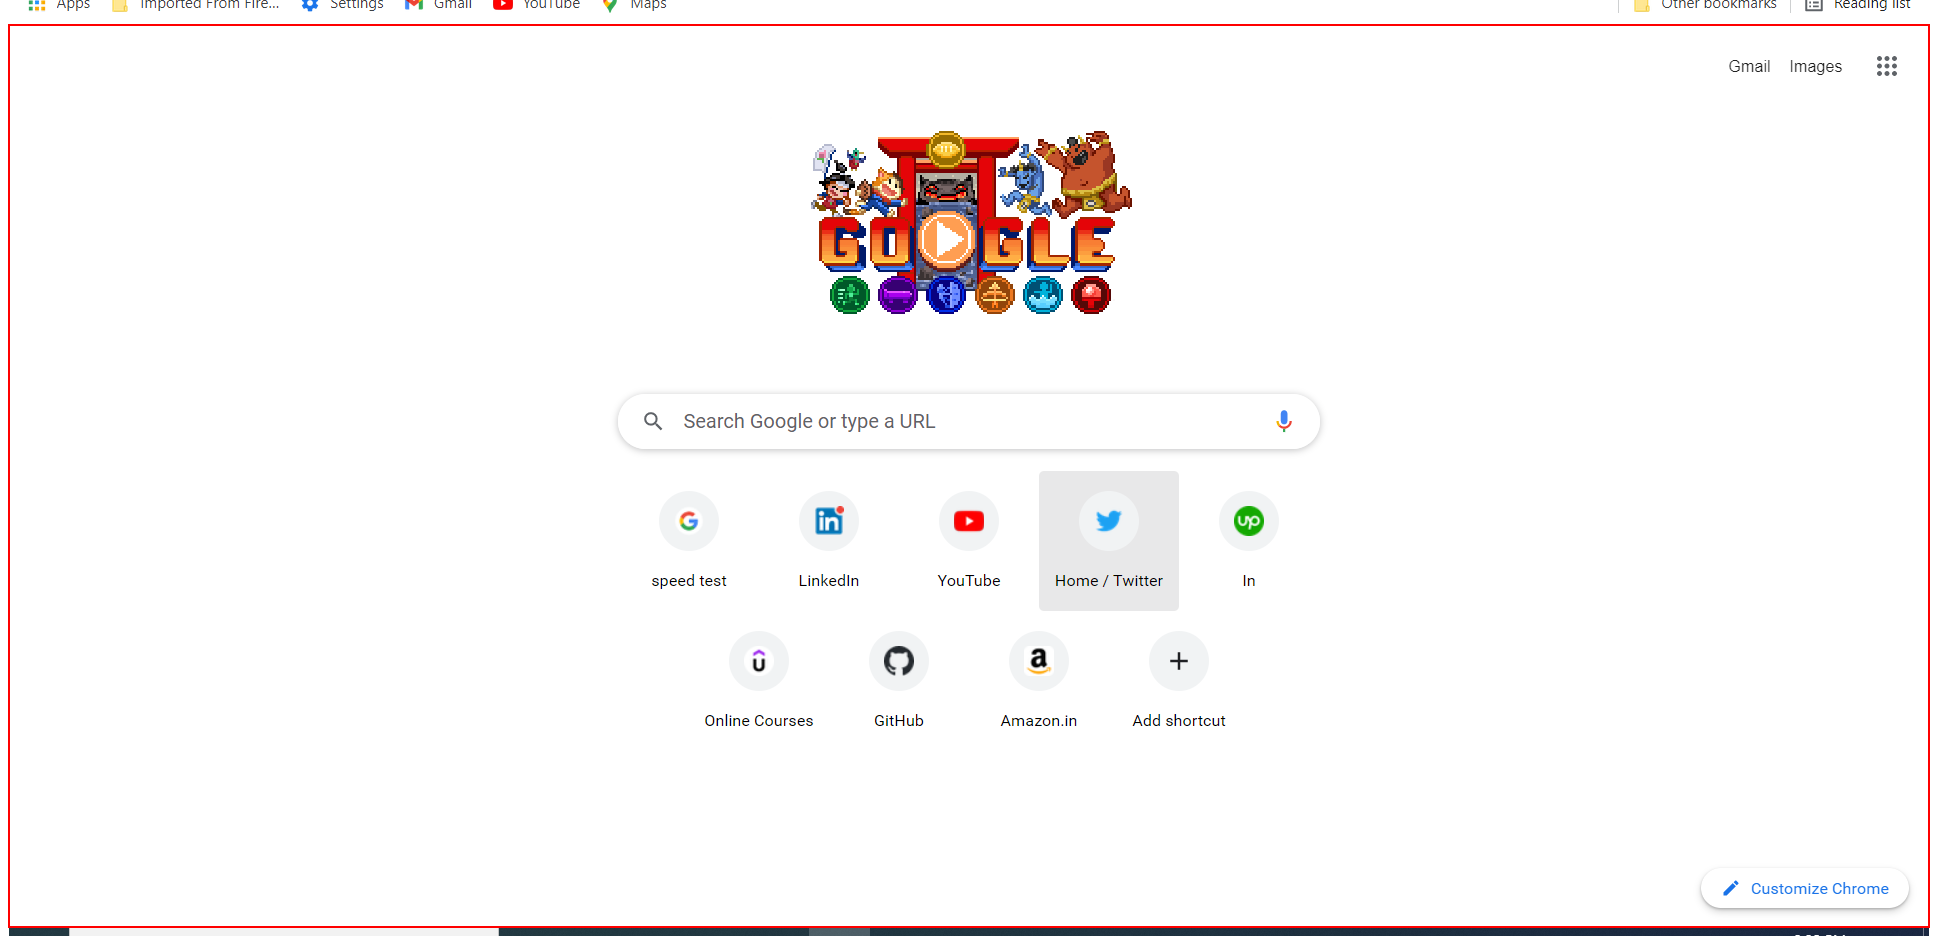 Apps Imported From Fire... Settings Gmail YouTube Maps Other bookmarks Reading list
Gmail Images
GOOGLE
Search Google or type a URL
speed test LinkedIn YouTube Home / Twitter In
Online Courses GitHub Amazon.in Add shortcut
Customize Chrome